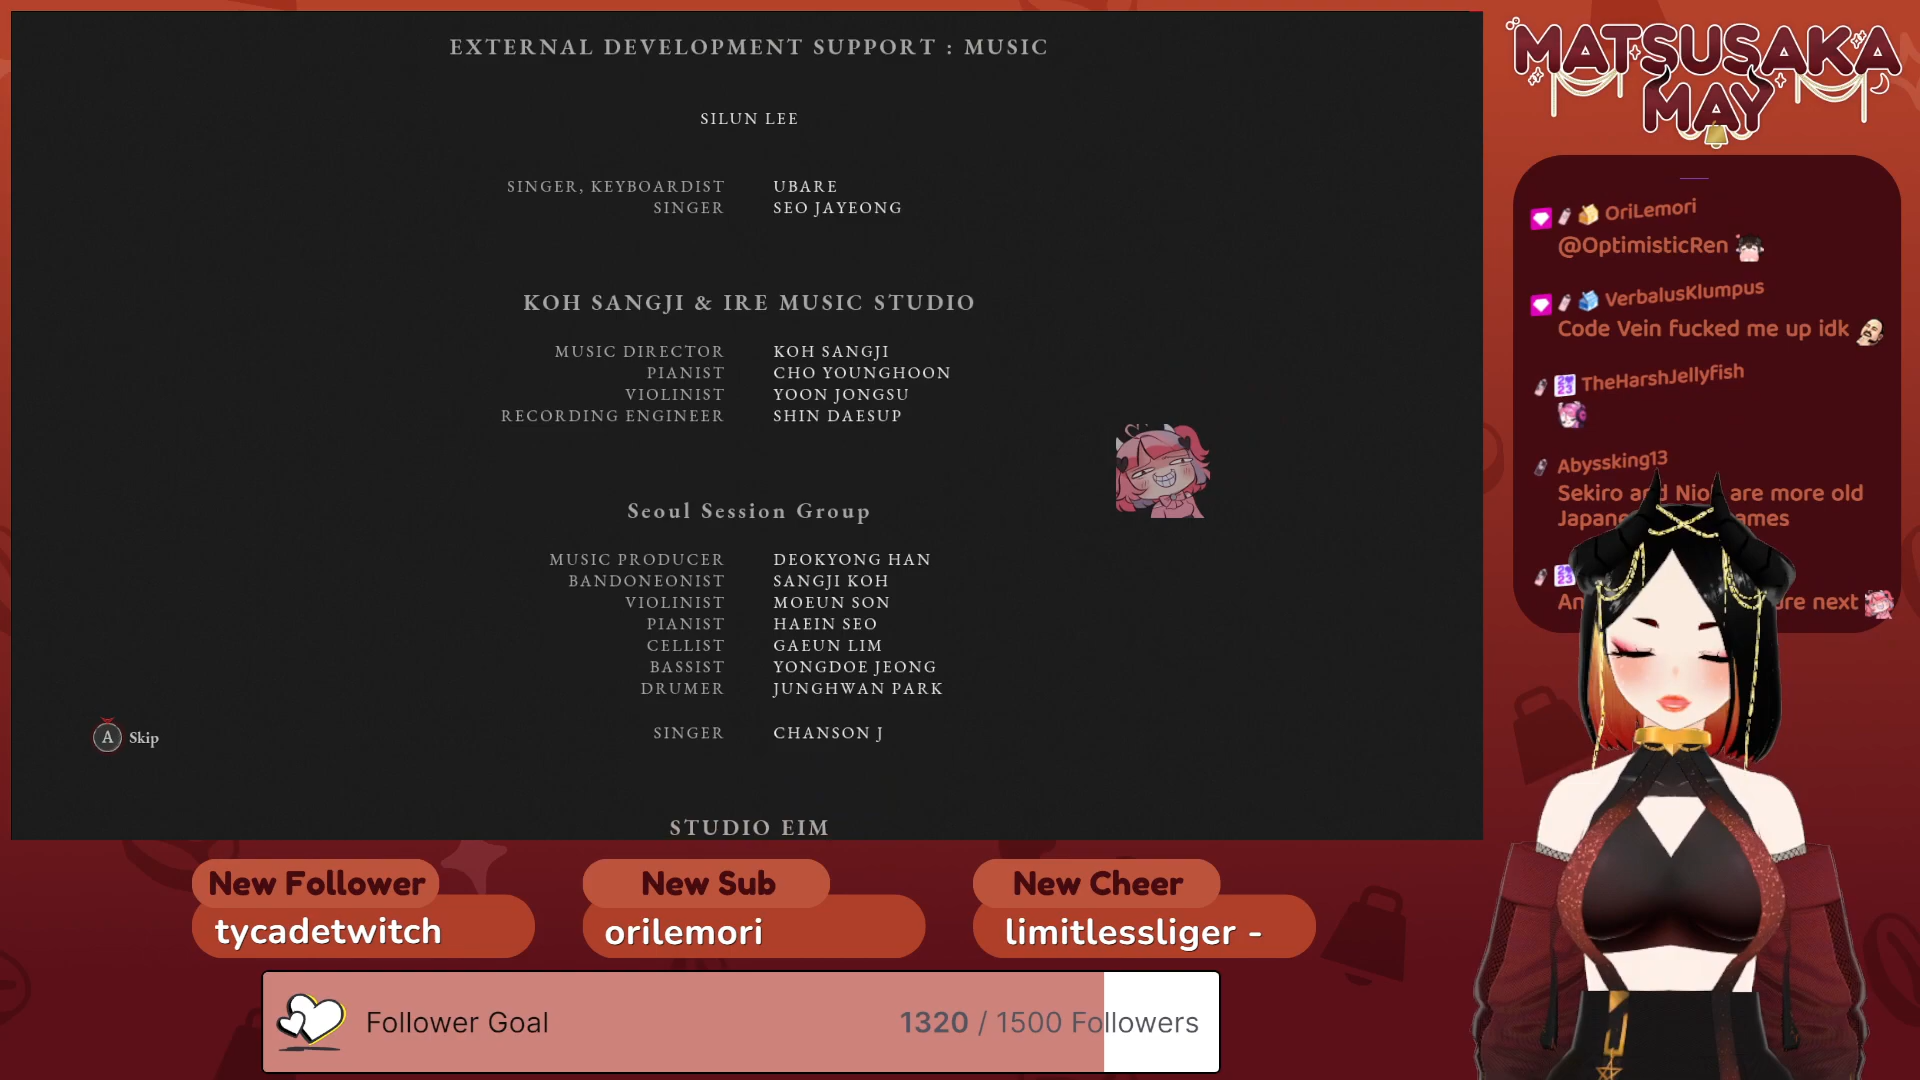 EXTERNAL DEVELOPMENT SUPPORT : MUSIC
SILUN LEE
SINGER, KEYBOARDIST UBARE
SINGER SEO JAYEONG
KOH SANGJI & IRE MUSIC STUDIO
MUSIC DIRECTOR KOH SANGJI
PIANIST CHO YOUNGHOON
VIOLINIST YOON JONGSU
RECORDING ENGINEER SHIN DAESUP
Seoul Session Group
MUSIC PRODUCER DEOKYONG HAN
BANDONEONIST SANGJI KOH
VIOLINIST MOEUN SON
PIANIST HAEIN SEO
CELLIST GAEUN LIM
BASSIST YONGDOE JEONG
DRUMER JUNGHWAN PARK
SINGER CHANSON J
STUDIO EIM
A Skip
MATSUSAKA
MAY
OriLemori
@OptimisticRen
VerbalusKlumpus
Code Vein fucked me up idk
TheHarshJellyfish
Abyssking13
Sekiro and Nioh are more old
next
New Follower
tycadetwitch
New Sub
orilemori
New Cheer
limitlessliger -
Follower Goal
1320 / 1500 Followers